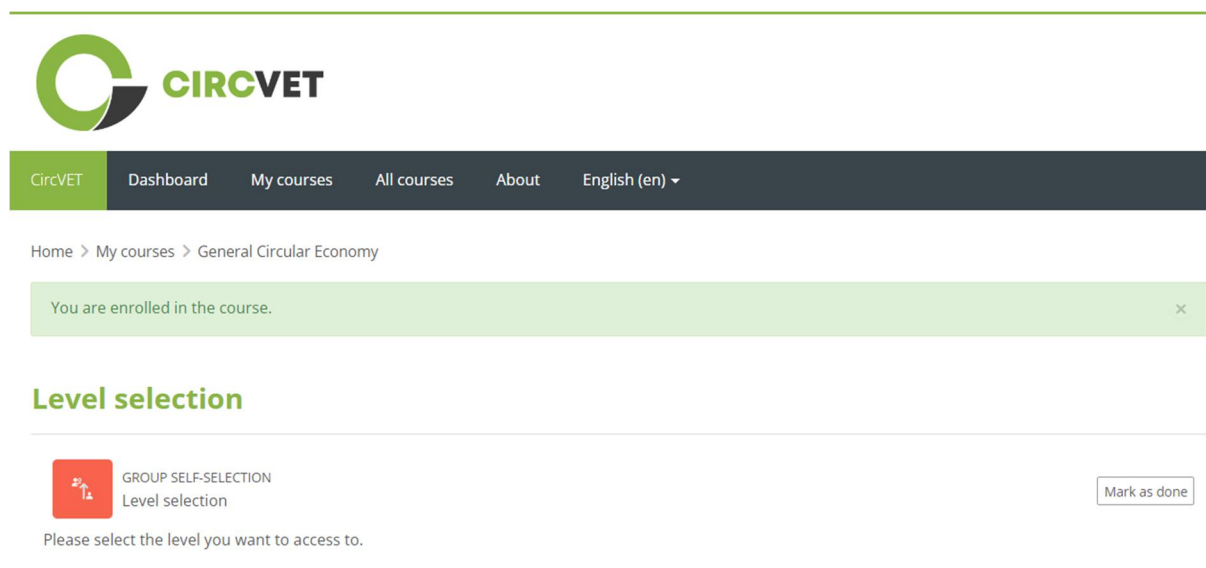 CIRCVET
CircVET Dashboard My courses All courses About English (en)
Home > My courses > General Circular Economy
You are enrolled in the course. ×
Level selection
GROUP SELF-SELECTION
Level selection
Mark as done
Please select the level you want to access to.